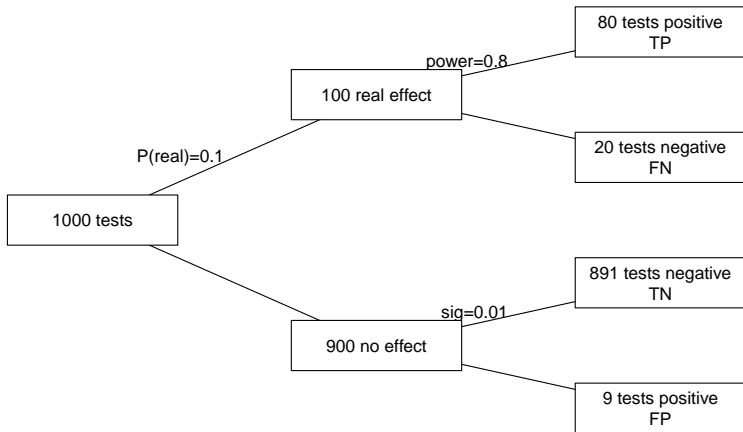 80 tests positive
TP
power=0.8
100 real effect
20 tests negative
FN
P(real)=0.1
1000 tests
891 tests negative
TN
sig=0.01
900 no effect
9 tests positive
FP